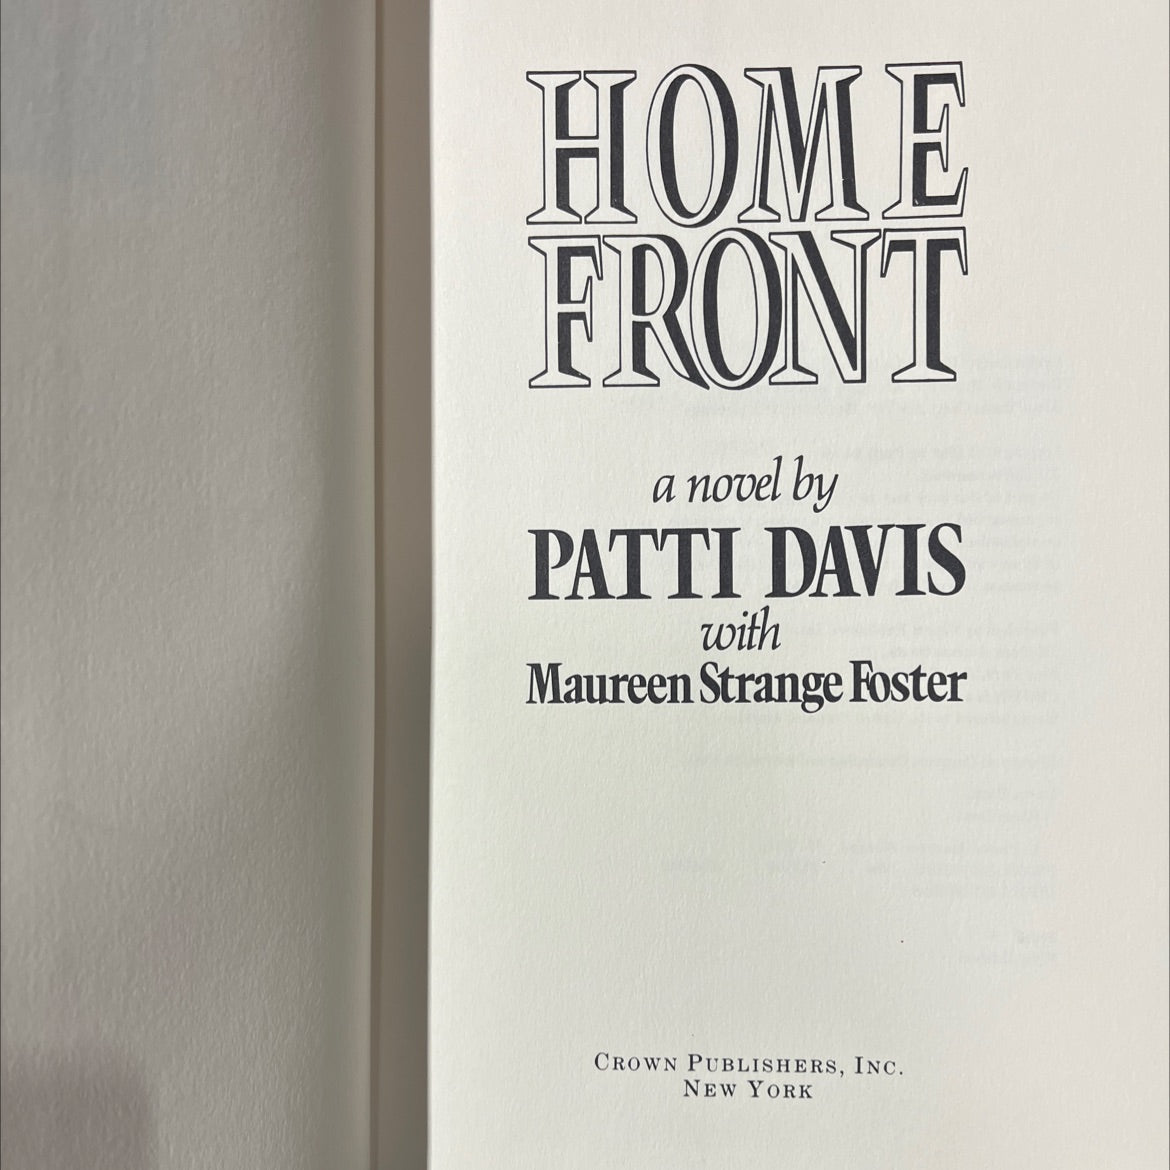 HOME
FRONT
a novel by
PATTI DAVIS
with
Maureen Strange Foster
CROWN PUBLISHERS, INC.
NEW YORK